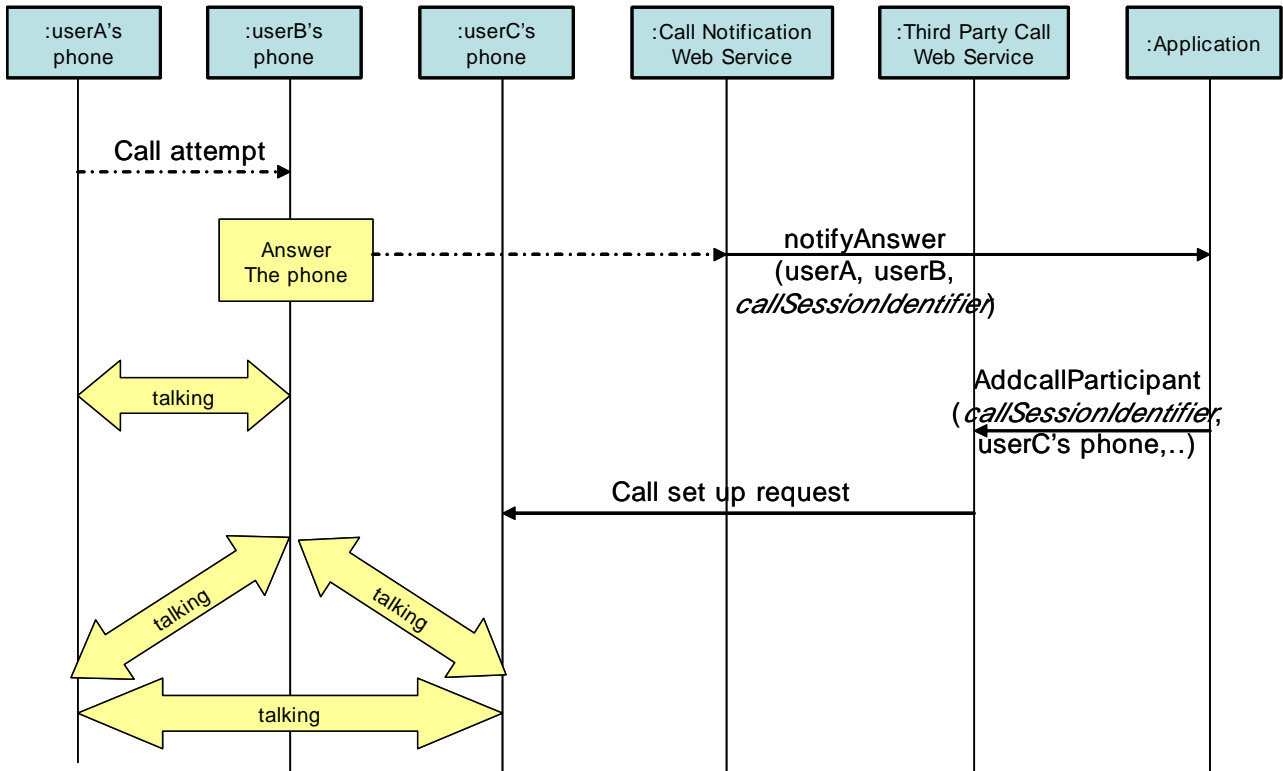 :userA's
phone
:userB's
phone
:userC's
phone
:Call Notification
Web Service
:Third Party Call
Web Service
:Application
Call attempt
Answer
The phone
notifyAnswer
(userA, userB,
callSessionIdentifier)
talking
AddcallParticipant
(callSessionIdentifier,
userC's phone,..)
Call set up request
talking
talking
talking